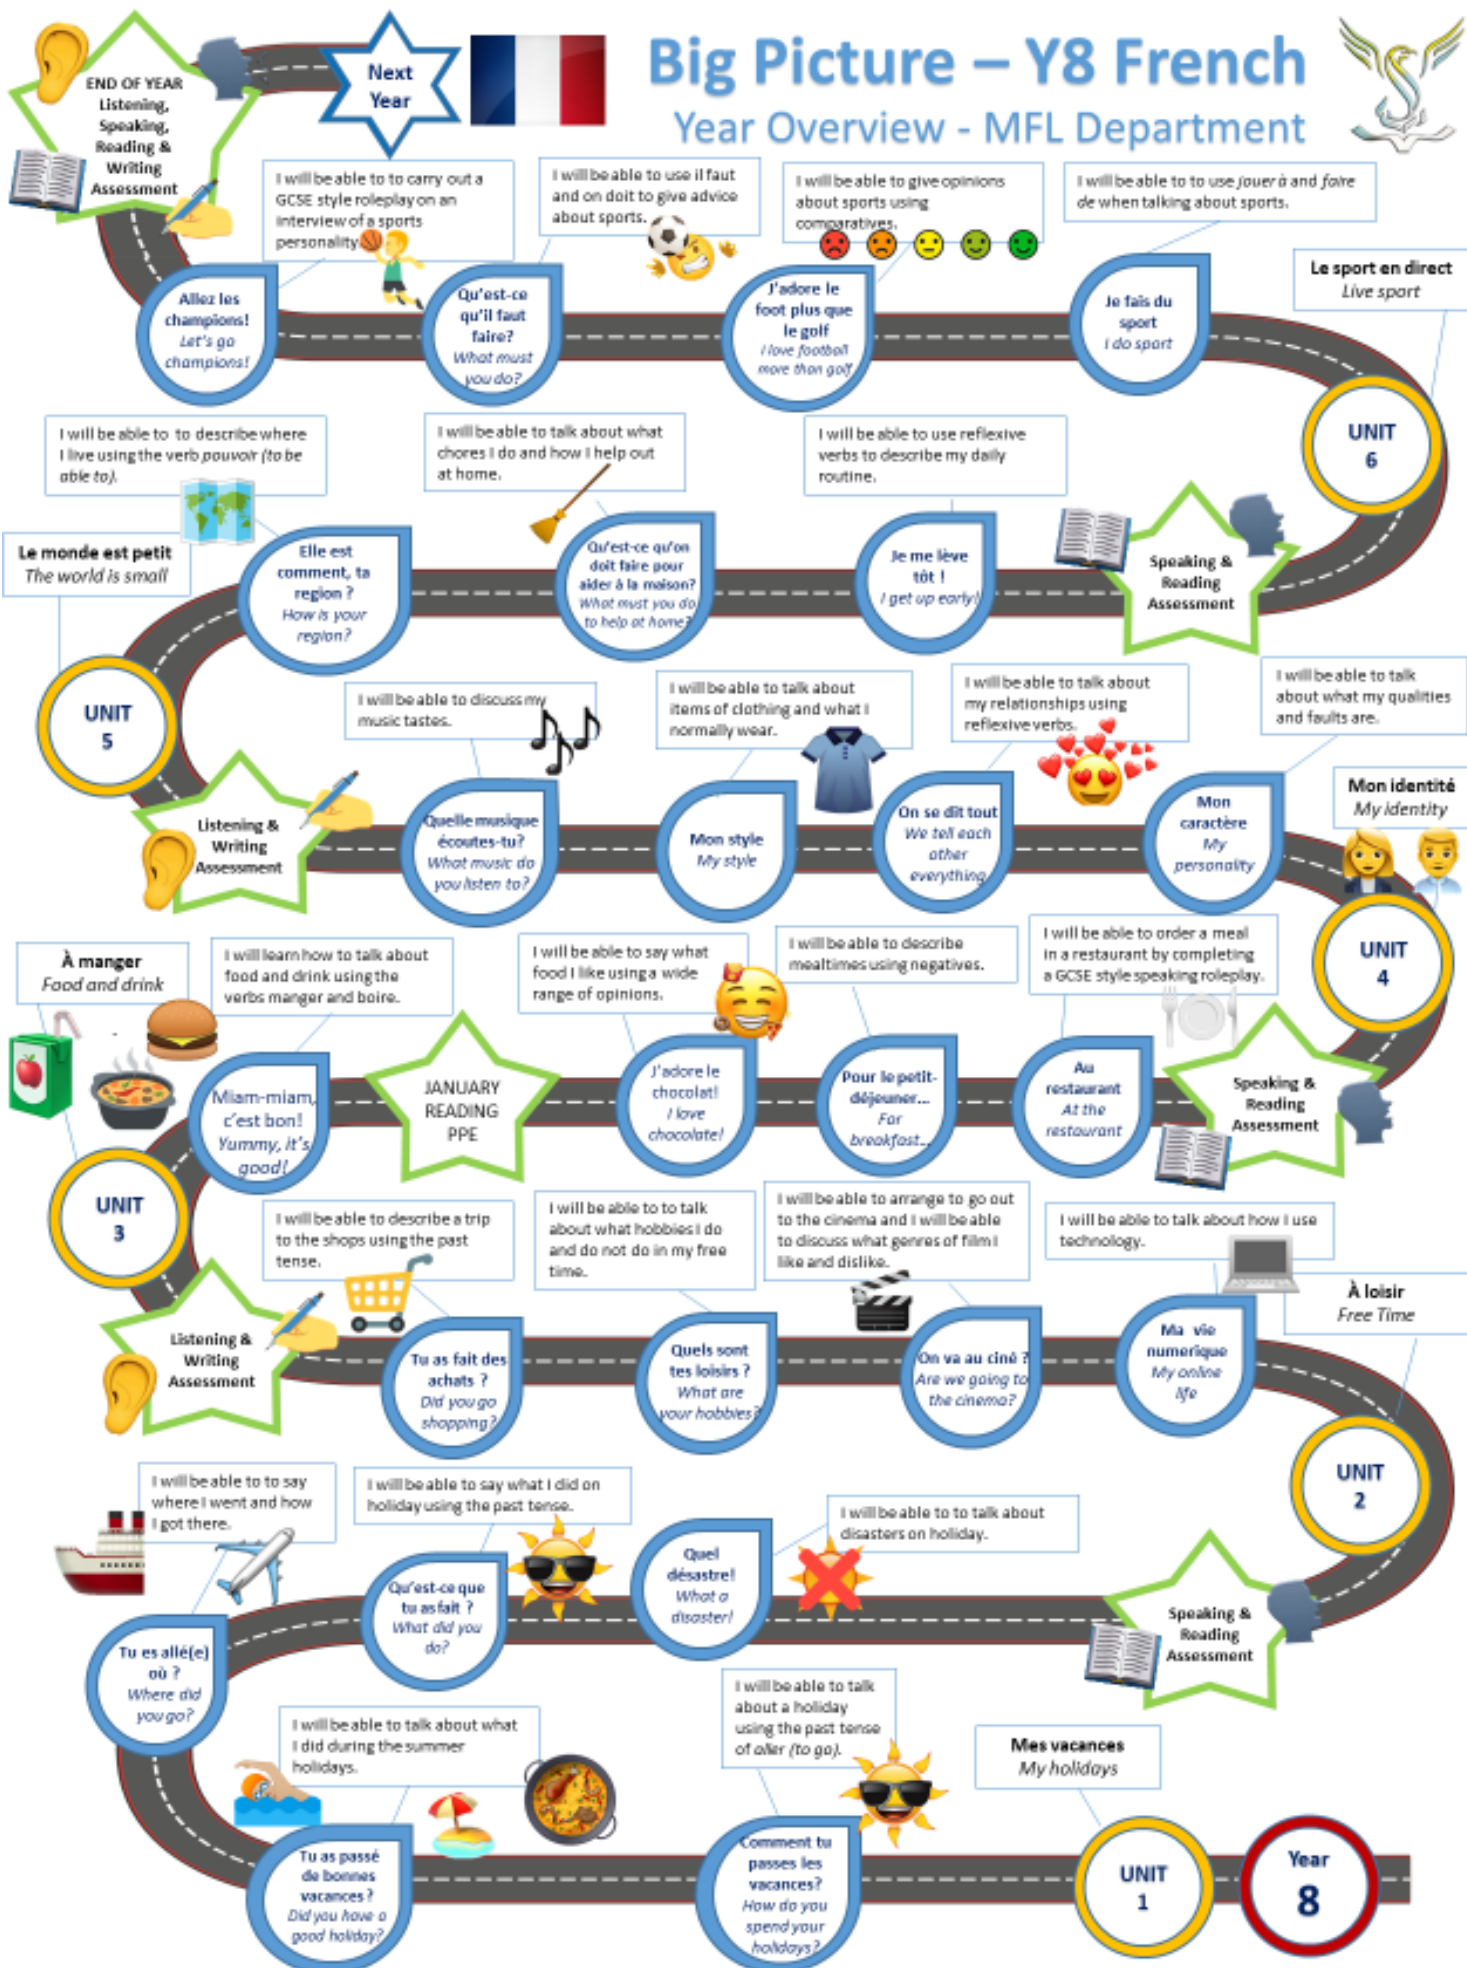 Big Picture – Y8 French
Year Overview - MFL Department
Next
Year
END OF YEAR
Listening,
Speaking,
Reading &
Writing
Assessment
I will be able to to carry out a
GCSE style roleplay on an
interview of a sports
personality.
I will be able to use il faut
and on doit to give advice
about sports.
I will be able to give opinions
about sports using
comparatives.
I will be able to to use jouer à and faire
de when talking about sports.
Le sport en direct
Live sport
Allez les
champions!
Let's go
champions!
Qu'est-ce
qu'il faut
faire?
What must
you do?
J'adore le
foot plus que
le golf
I love football
more than golf
Je fais du
sport
I do sport
UNIT
6
I will be able to to describe where
I live using the verb pouvoir (to be
able to).
I will be able to talk about what
chores I do and how I help out
at home.
I will be able to use reflexive
verbs to describe my daily
routine.
Le monde est petit
The world is small
Elle est
comment, ta
region ?
How is your
region?
Qu'est-ce qu'on
doit faire pour
aider à la maison?
What must you do
to help at home?
Je me lève
tôt !
I get up early!
Speaking &
Reading
Assessment
UNIT
5
I will be able to discuss my
music tastes.
I will be able to talk about
items of clothing and what I
normally wear.
I will be able to talk about
my relationships using
reflexive verbs.
I will be able to talk
about what my qualities
and faults are.
Mon identité
My identity
Listening &
Writing
Assessment
Quelle musique
écoutes-tu?
What music do
you listen to?
Mon style
My style
On se dît tout
We tell each
other
everything
Mon
caractère
My
personality
UNIT
4
À manger
Food and drink
I will learn how to talk about
food and drink using the
verbs manger and boire.
I will be able to say what
food I like using a wide
range of opinions.
I will be able to describe
mealtimes using negatives.
I will be able to order a meal
in a restaurant by completing
a GCSE style speaking roleplay.
Miam-miam,
c'est bon!
Yummy, it's
good!
JANUARY
READING
PPE
J'adore le
chocolat!
I love
chocolate!
Pour le petit-
déjeuner...
For
breakfast...
Au
restaurant
At the
restaurant
Speaking &
Reading
Assessment
UNIT
3
I will be able to describe a trip
to the shops using the past
tense.
I will be able to to talk
about what hobbies I do
and do not do in my free
time.
I will be able to arrange to go out
to the cinema and I will be able
to discuss what genres of film I
like and dislike.
I will be able to talk about how I use
technology.
À loisir
Free Time
Listening &
Writing
Assessment
Tu as fait des
achats ?
Did you go
shopping?
Quels sont
tes loisirs ?
What are
your hobbies?
On va au ciné ?
Are we going to
the cinema?
Ma vie
numerique
My online
life
UNIT
2
I will be able to to say
where I went and how
I got there.
I will be able to say what I did on
holiday using the past tense.
I will be able to to talk about
disasters on holiday.
Tu es allé(e)
où ?
Where did
you go?
Qu'est-ce que
tu as fait ?
What did you
do?
Quel
désastre!
What a
disaster!
Speaking &
Reading
Assessment
I will be able to talk about what
I did during the summer
holidays.
I will be able to talk
about a holiday
using the past tense
of aller (to go).
Mes vacances
My holidays
Tu as passé
de bonnes
vacances ?
Did you have a
good holiday?
Comment tu
passes les
vacances?
How do you
spend your
holidays?
UNIT
1
Year
8